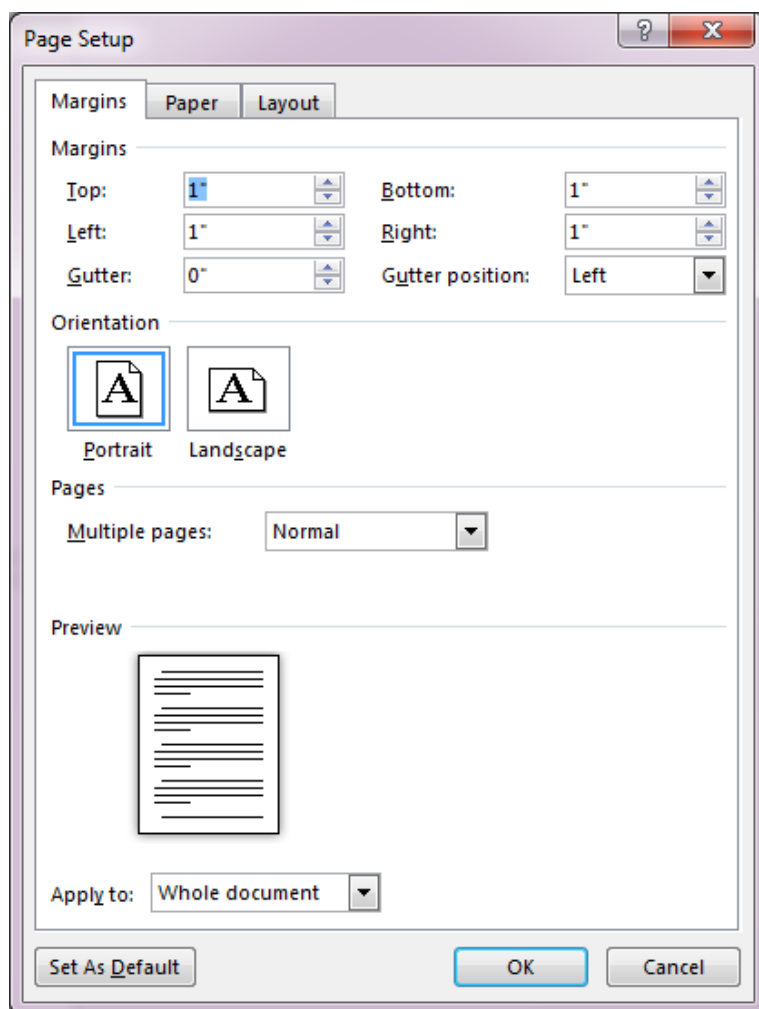 Page Setup
Margins Paper Layout
Margins
Top: 1" Bottom: 1"
Left: 1" Right: 1"
Gutter: 0" Gutter position: Left
Orientation
A A
Portrait Landscape
Pages
Multiple pages: Normal
Preview
Apply to: Whole document
Set As Default OK Cancel